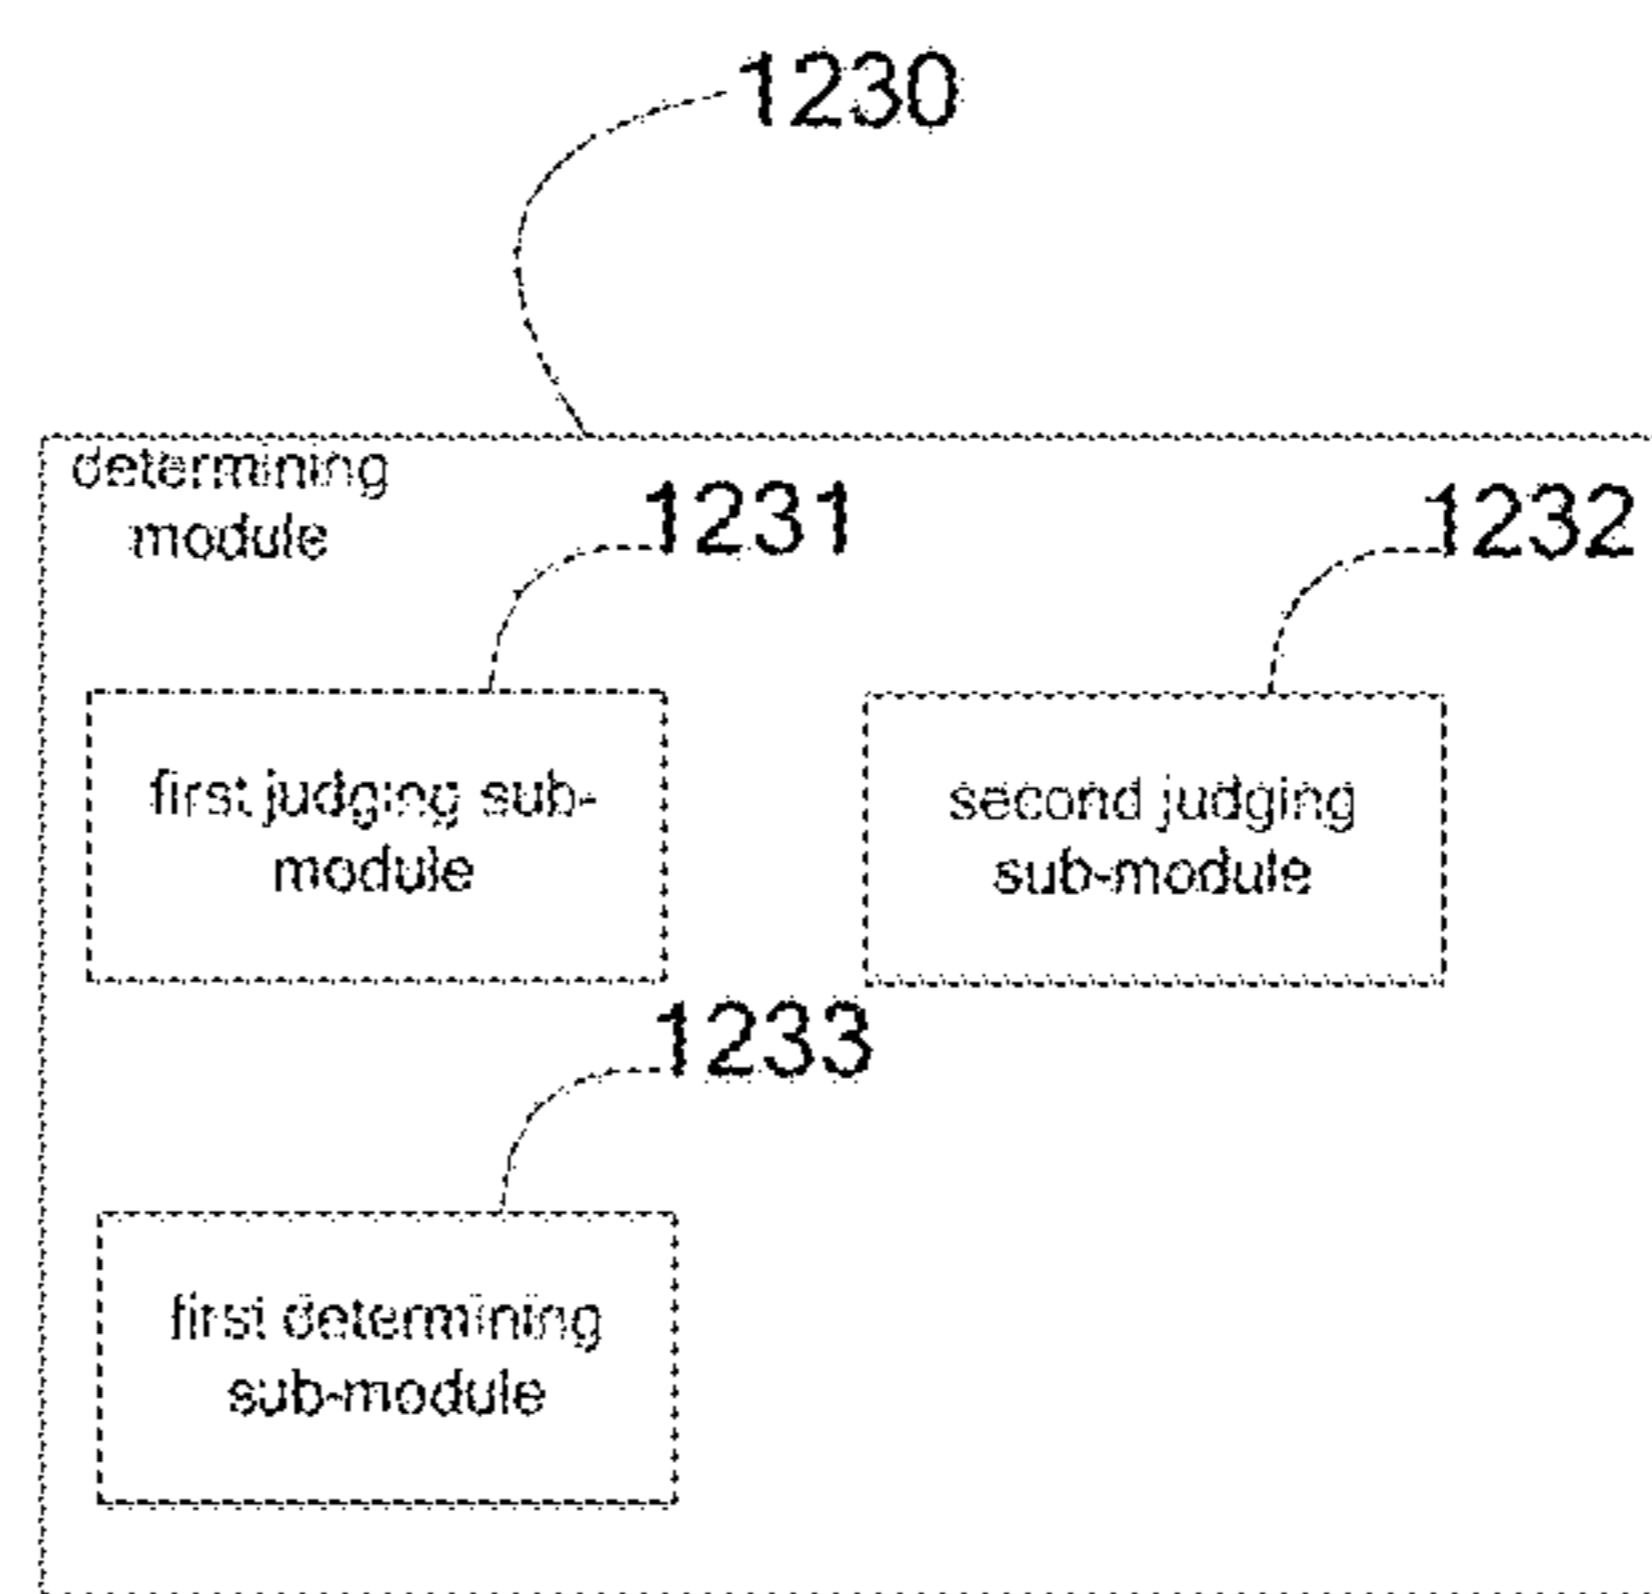 1230
determining
module
1231
1232
first judging sub-
module
second judging
sub-module
1233
first determining
sub-module